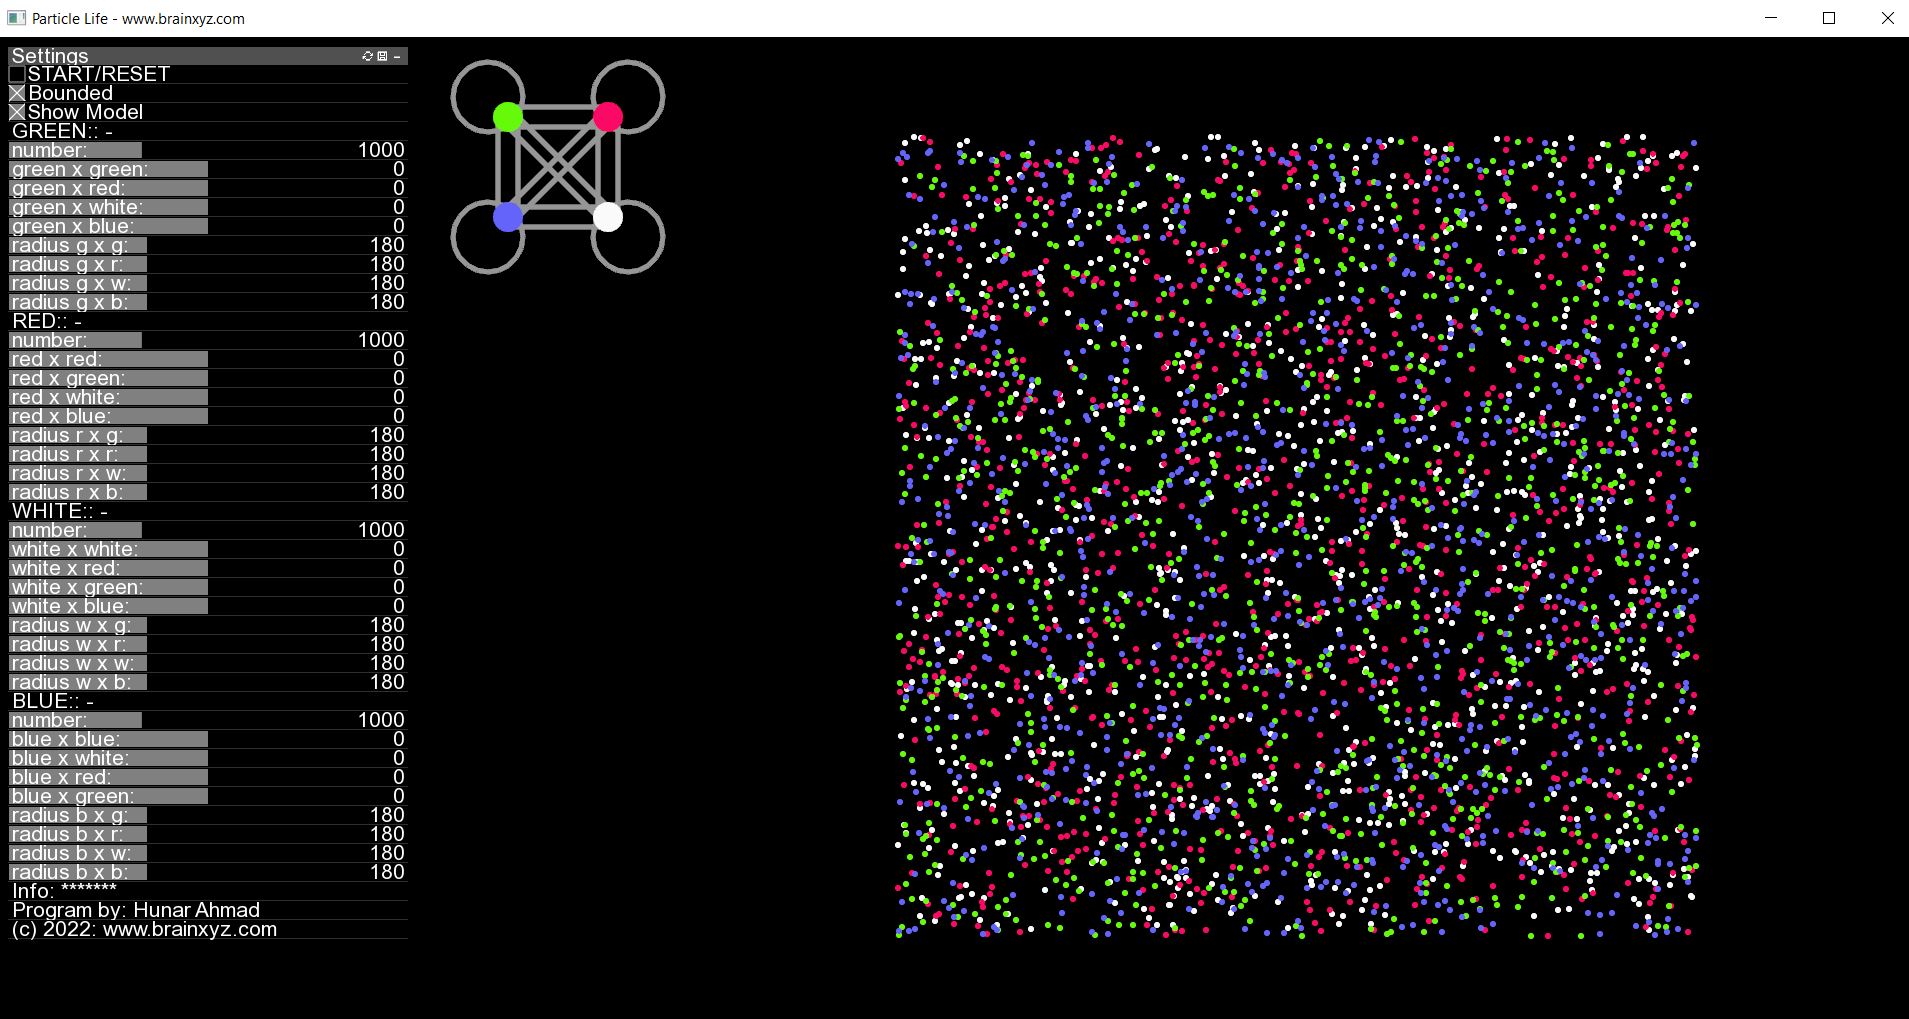 Particle Life - www.brainxyz.com
Settings
START/RESET
Bounded
Show Model
GREEN:: -
number: 1000
green x green: 0
green x red: 0
green x white: 0
green x blue: 0
radius g x g: 180
radius g x r: 180
radius g x w: 180
radius g x b: 180
RED:: -
number: 1000
red x red: 0
red x green: 0
red x white: 0
red x blue: 0
radius r x g: 180
radius r x r: 180
radius r x w: 180
radius r x b: 180
WHITE:: -
number: 1000
white x white: 0
white x red: 0
white x green: 0
white x blue: 0
radius w x g: 180
radius w x r: 180
radius w x w: 180
radius w x b: 180
BLUE:: -
number: 1000
blue x blue: 0
blue x white: 0
blue x red: 0
blue x green: 0
radius b x g: 180
radius b x r: 180
radius b x w: 180
radius b x b: 180
Info: *******
Program by: Hunar Ahmad
(c) 2022: www.brainxyz.com